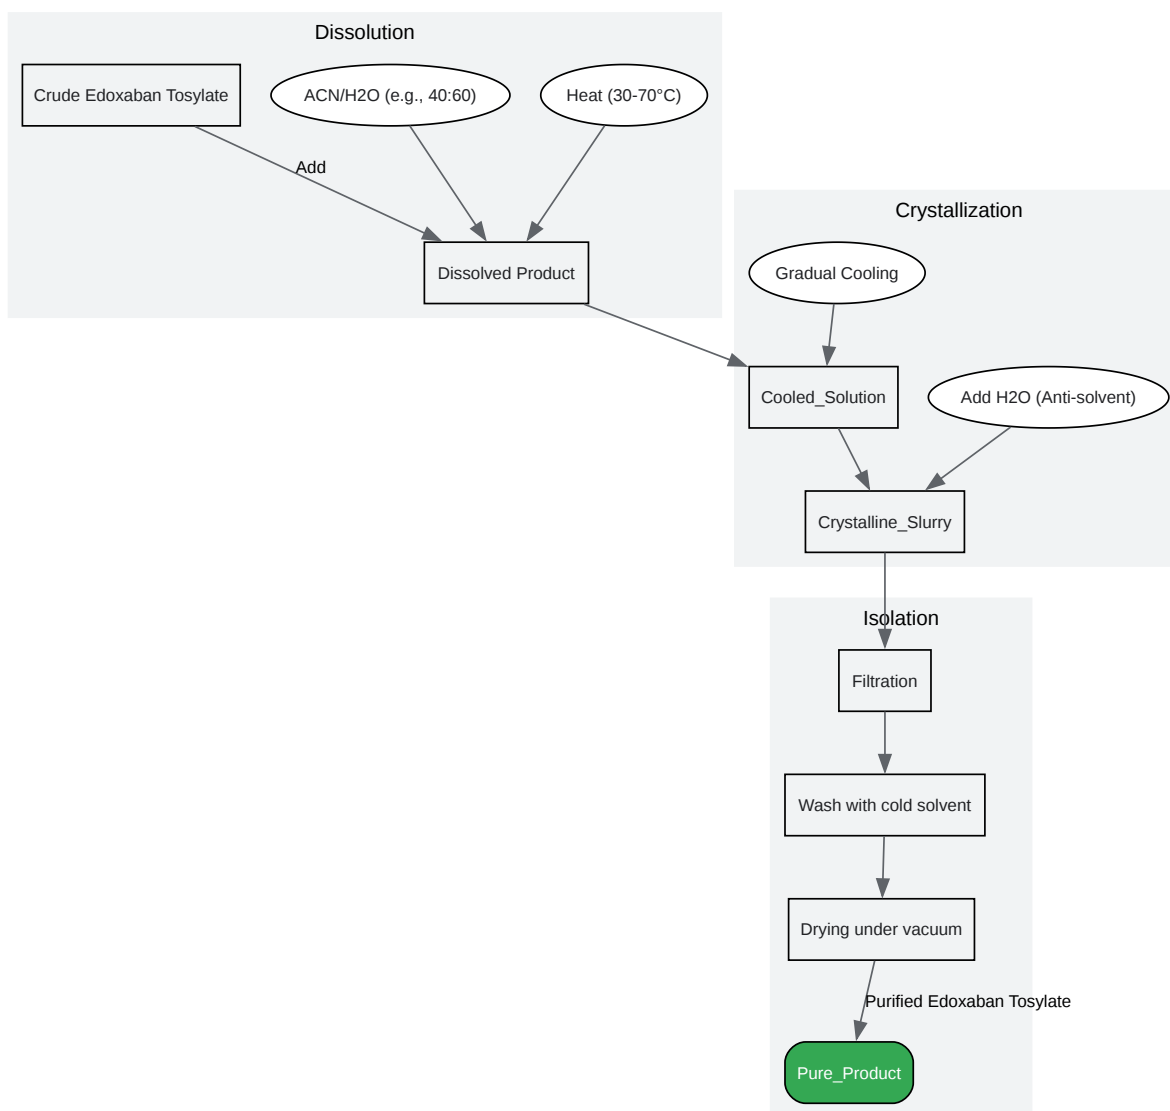 Dissolution
Crude Edoxaban Tosylate
ACN/H2O (e.g., 40:60)
Heat (30-70°C)
Add
Dissolved Product
Crystallization
Gradual Cooling
Cooled_Solution
Add H2O (Anti-solvent)
Crystalline_Slurry
Isolation
Filtration
Wash with cold solvent
Drying under vacuum
Purified Edoxaban Tosylate
Pure_Product